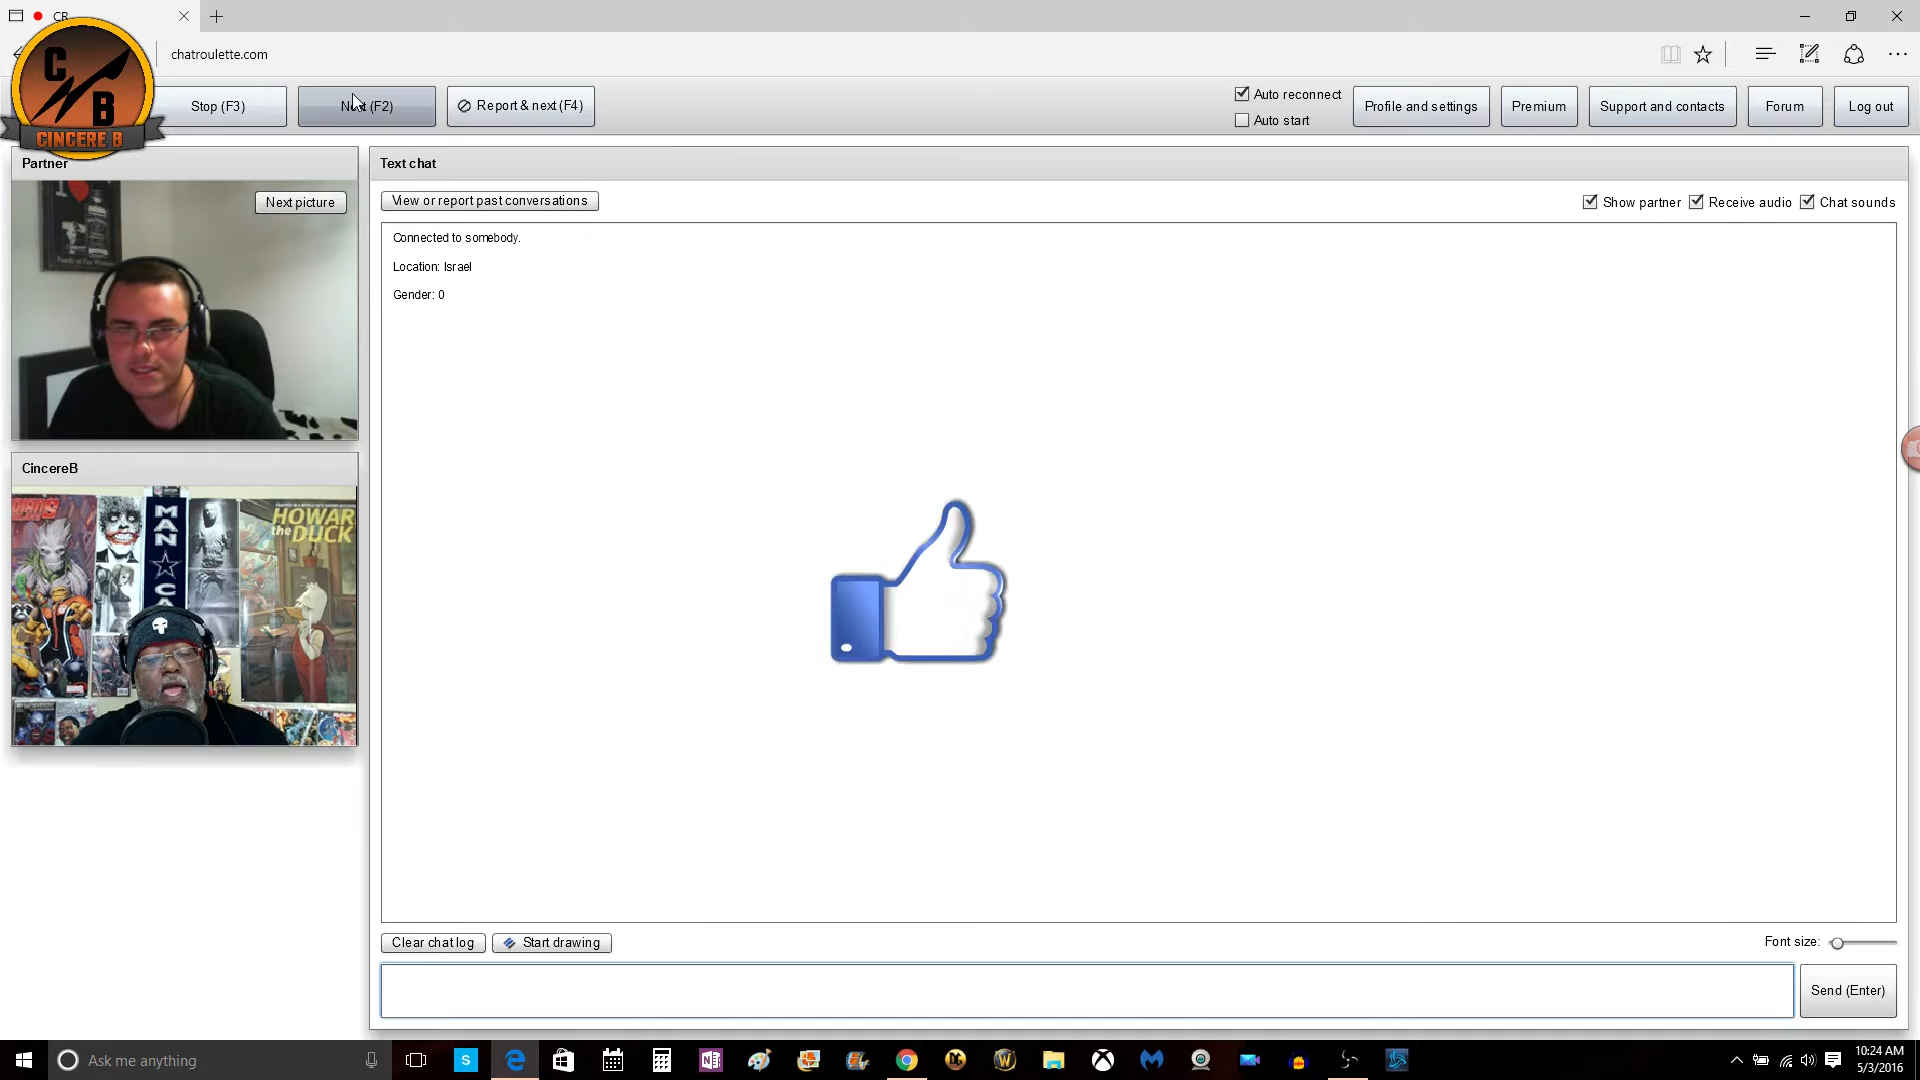 CR
chatroulette.com
C B
CINCERE B
Stop (F3)
Report & next (F4)
Auto reconnect
Auto start
Profile and settings
Premium
Support and contacts
Forum
Log out
Partner
Next picture
Text chat
View or report past conversations
Show partner
Receive audio
Chat sounds
Connected to somebody.
Location: Israel
Gender: 0
CincereB
MAN
CA
HOWAR
the DUCK
Clear chat log
Start drawing
Font size:
Send (Enter)
Ask me anything
10:24 AM
5/3/2016